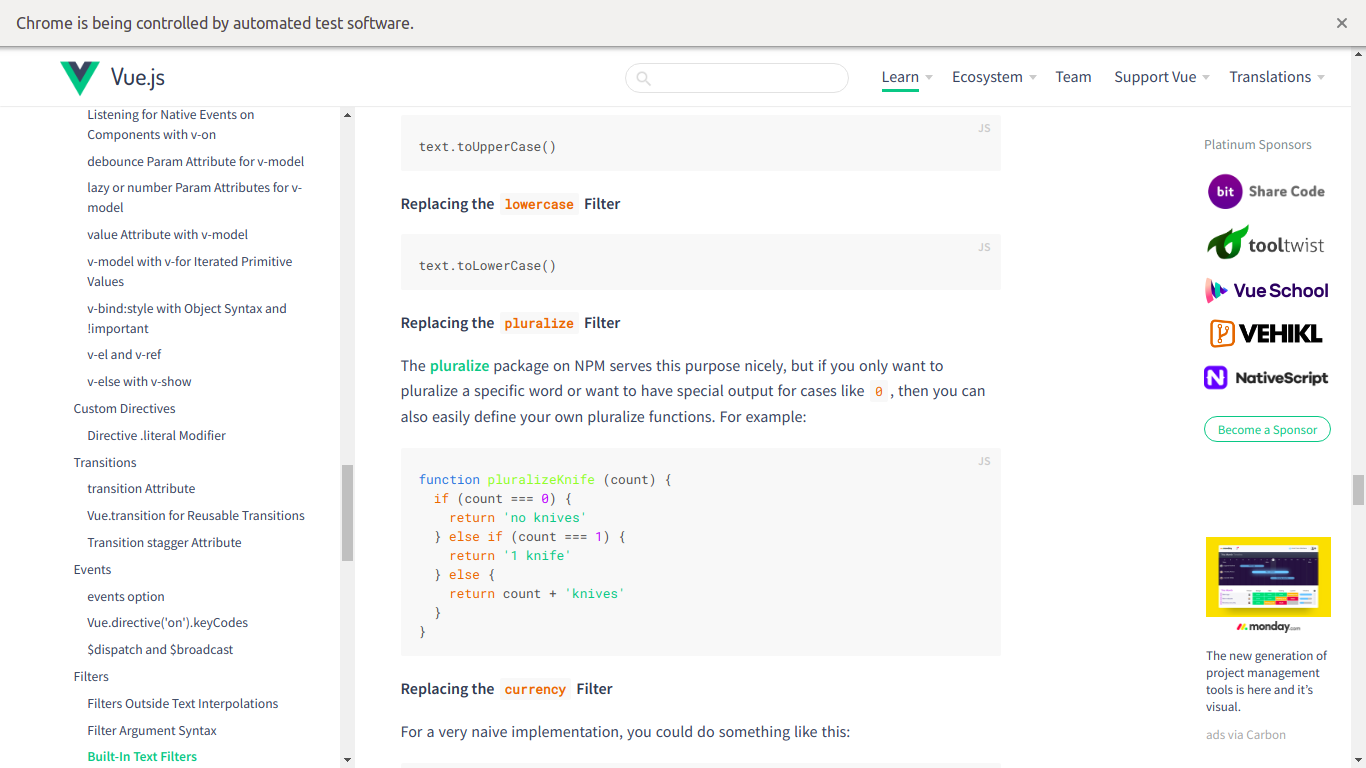 Chrome is being controlled by automated test software.
Vue.js
Learn
Ecosystem
Team
Support Vue
Translations
Listening for Native Events on
Components with v-on
debounce Param Attribute for v-model
lazy or number Param Attributes for v-
model
value Attribute with v-model
v-model with v-for Iterated Primitive
Values
v-bind:style with Object Syntax and
!important
v-el and v-ref
v-else with v-show
Custom Directives
Directive .literal Modifier
Transitions
transition Attribute
Vue.transition for Reusable Transitions
Transition stagger Attribute
Events
events option
Vue.directive('on').keyCodes
$dispatch and $broadcast
Filters
Filters Outside Text Interpolations
Filter Argument Syntax
Built-In Text Filters
JS
text.toUpperCase()
Replacing the lowercase Filter
JS
text.toLowerCase()
Replacing the pluralize Filter
The pluralize package on NPM serves this purpose nicely, but if you only want to
pluralize a specific word or want to have special output for cases like 0 , then you can
also easily define your own pluralize functions. For example:
JS
function pluralizeKnife (count) {
  if (count === 0) {
    return 'no knives'
  } else if (count === 1) {
    return '1 knife'
  } else {
    return count + 'knives'
  }
}
Replacing the currency Filter
For a very naive implementation, you could do something like this:
Platinum Sponsors
bit Share Code
tooltwist
Vue School
VEHIKL
NativeScript
Become a Sponsor
monday.com
The new generation of
project management
tools is here and it's
visual.
ads via Carbon